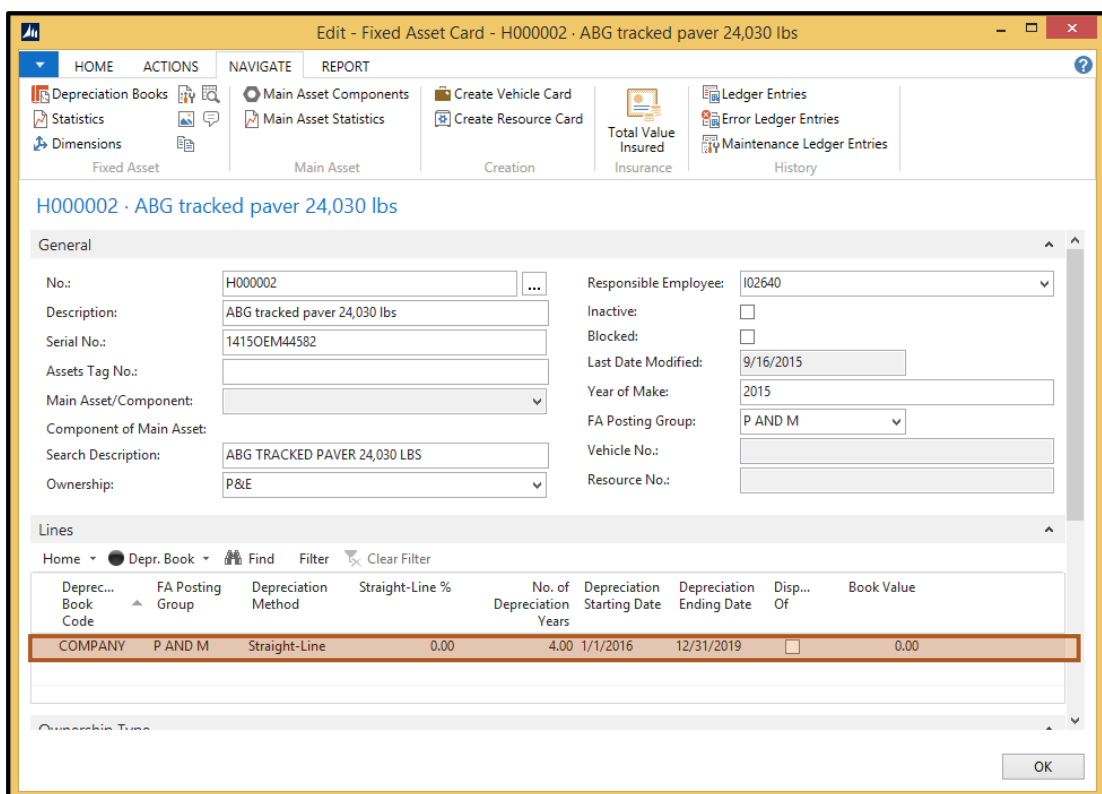 Edit - Fixed Asset Card - H000002 · ABG tracked paver 24,030 lbs
HOME ACTIONS NAVIGATE REPORT
Depreciation Books
Statistics
Dimensions
Fixed Asset
Main Asset Components
Main Asset Statistics
Main Asset
Create Vehicle Card
Create Resource Card
Creation
Total Value
Insured
Insurance
Ledger Entries
Error Ledger Entries
Maintenance Ledger Entries
History
H000002 · ABG tracked paver 24,030 lbs
General
No.: H000002 ...
Description: ABG tracked paver 24,030 lbs
Serial No.: 1415OEM44582
Assets Tag No.:
Main Asset/Component:
Component of Main Asset:
Search Description: ABG TRACKED PAVER 24,030 LBS
Ownership: P&E
Responsible Employee: I02640
Inactive:
Blocked:
Last Date Modified: 9/16/2015
Year of Make: 2015
FA Posting Group: P AND M
Vehicle No.:
Resource No.:
Lines
Home Depr. Book Find Filter Clear Filter
Deprec... Book Code FA Posting Group Depreciation Method Straight-Line % No. of Depreciation Years Depreciation Starting Date Depreciation Ending Date Disp... Of Book Value
COMPANY P AND M Straight-Line 0.00 4.00 1/1/2016 12/31/2019 0.00
Ownership Type
OK